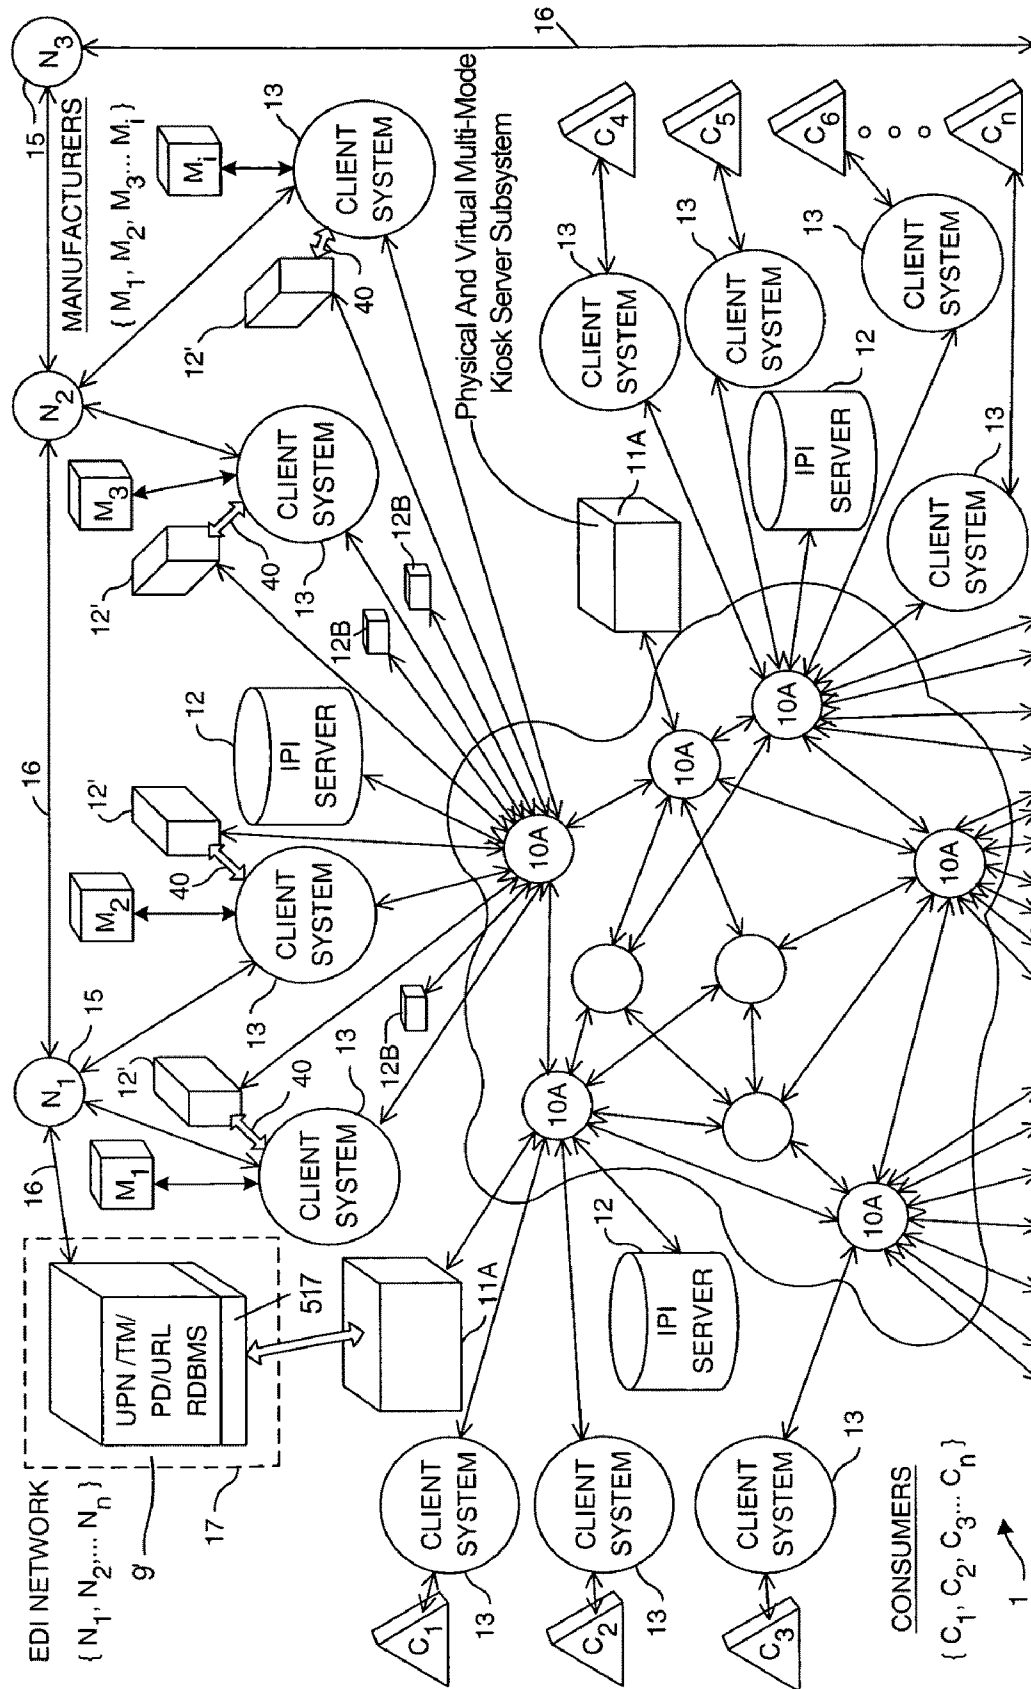 EDI NETWORK
{ N1, N2,... Nn }
9'
17
UPN /TM/
PD/URL
RDBMS
517
16
N1
15
16
N2
15
N3
16
MANUFACTURERS
{ M1, M2, M3... Mi }
M1
12'
40
CLIENT
SYSTEM
13
M2
12'
40
CLIENT
SYSTEM
13
12
IPI
SERVER
M3
12'
40
CLIENT
SYSTEM
13
Mi
12'
40
CLIENT
SYSTEM
13
12B
12B
12B
11A
Physical And Virtual Multi-Mode
Kiosk Server Subsystem
11A
10A
10A
10A
10A
10A
10A
12
IPI
SERVER
12
IPI
SERVER
C1
CLIENT
SYSTEM
13
C2
CLIENT
SYSTEM
13
C3
CLIENT
SYSTEM
13
C4
CLIENT
SYSTEM
13
C5
CLIENT
SYSTEM
13
C6
CLIENT
SYSTEM
13
Cn
CLIENT
SYSTEM
13
CONSUMERS
{ C1, C2, C3... Cn }
1